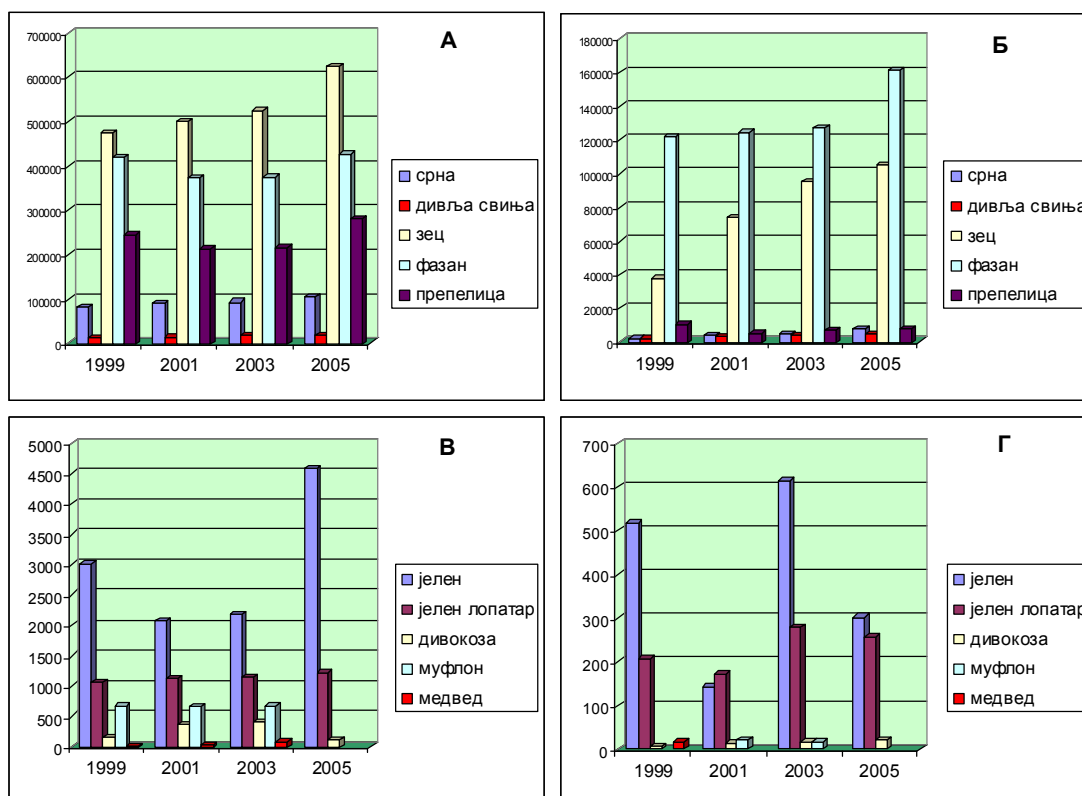 А
700000
600000
500000
400000
300000
200000
100000
0
1999 2001 2003 2005
срна
дивља свиња
зец
фазан
препелица
Б
180000
160000
140000
120000
100000
80000
60000
40000
20000
0
1999 2001 2003 2005
срна
дивља свиња
зец
фазан
препелица
В
5000
4500
4000
3500
3000
2500
2000
1500
1000
500
0
1999 2001 2003 2005
јелен
јелен лопатар
дивокоза
муфлон
медвед
Г
700
600
500
400
300
200
100
0
1999 2001 2003 2005
јелен
јелен лопатар
дивокоза
муфлон
медвед